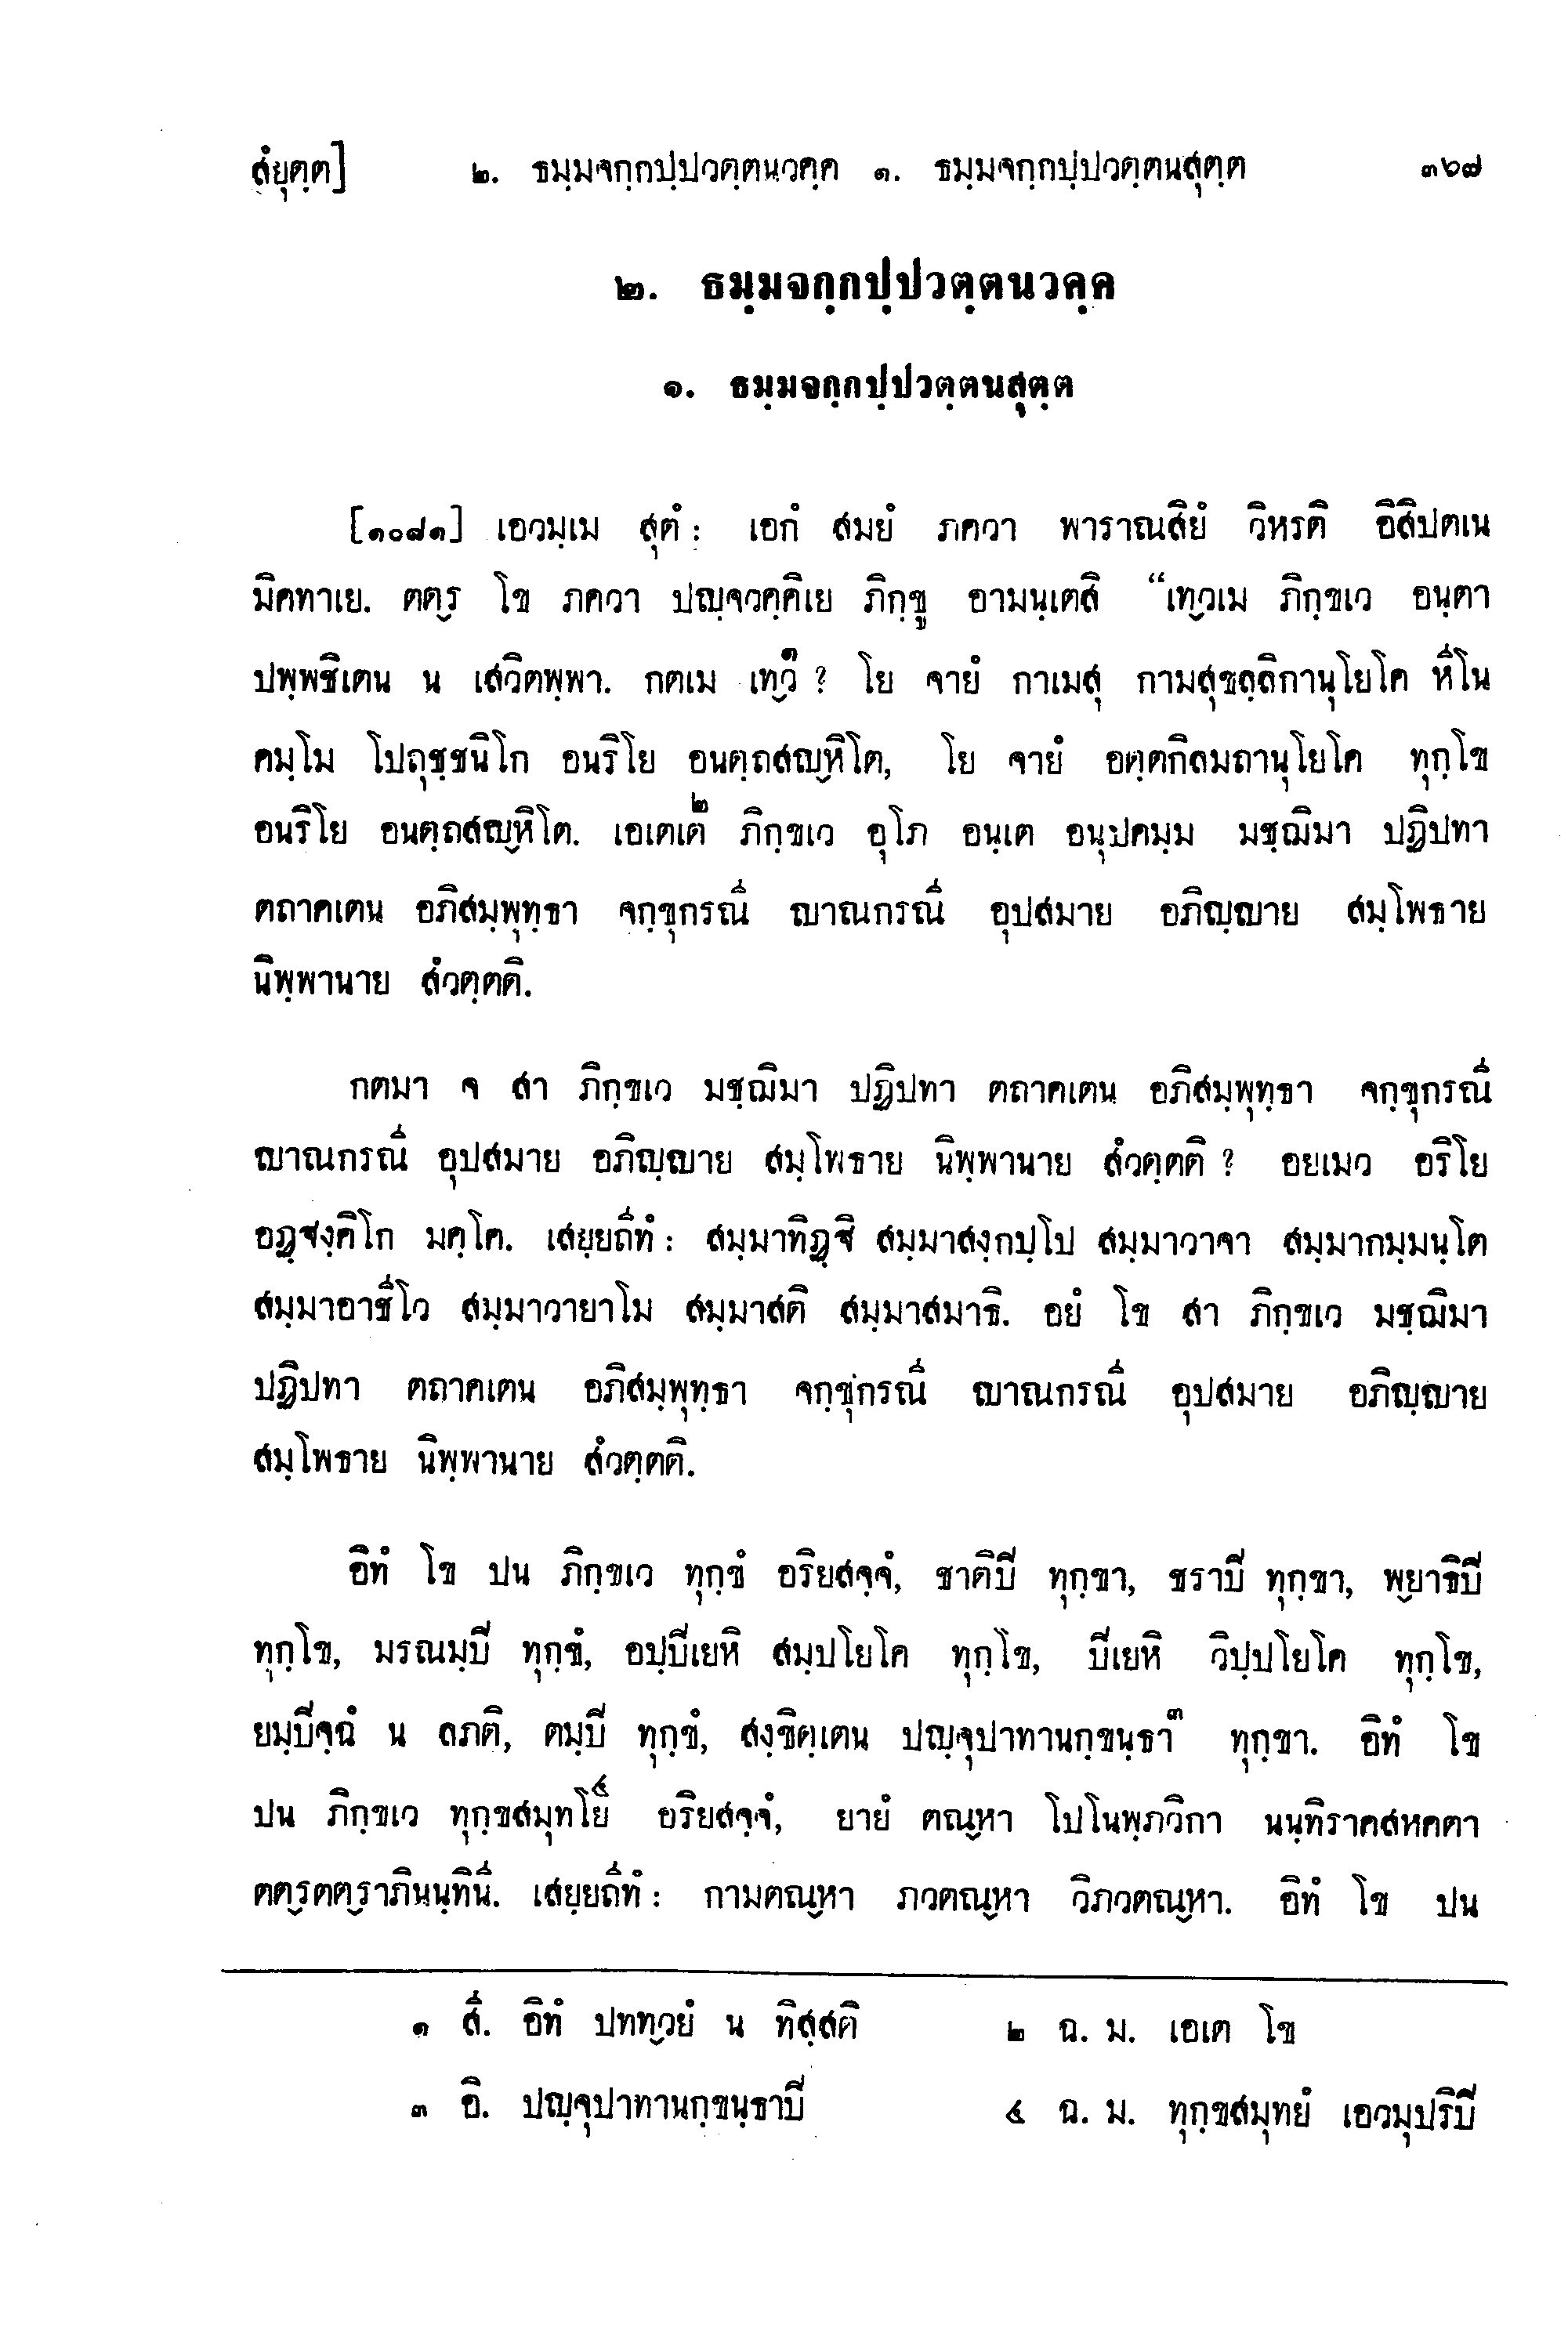 สํยุตฺต] ๒. ธมฺมจกฺกปฺปวตฺตนวคฺค ๑. ธมฺมจกฺกปฺปวตฺตนสุตฺต ๓๖๗
๒. ธมฺมจกฺกปฺปวตฺตนวคฺค
๑. ธมฺมจกฺกปฺปวตฺตนสุตฺต
[๑๐๘๑] เอวมฺเม สุตํ: เอกํ สมยํ ภควา พาราณสิยํ วิหรติ อิสิปตเน
มิคทาเย. ตตฺร โข ภควา ปญฺจวคฺคิเย ภิกฺขู อามนฺเตสิ “เทฺวเม ภิกฺขเว อนฺตา
ปพฺพชิเตน น เสวิตพฺพา. กตเม เทฺว๑ ? โย จายํ กาเมสุ กามสุขลฺลิกานุโยโค หีโน
คมฺโม โปถุชฺชนิโก อนริโย อนตฺถสญฺหิโต, โย จายํ อตฺตกิลมถานุโยโค ทุกฺโข
อนริโย อนตฺถสญฺหิโต. เอเตเต๒ ภิกฺขเว อุโภ อนฺเต อนุปคมฺม มชฺฌิมา ปฏิปทา
ตถาคเตน อภิสมฺพุทฺธา จกฺขุกรณี ญาณกรณี อุปสมาย อภิญฺญาย สมฺโพธาย
นิพฺพานาย สํวตฺตติ.
กตมา จ สา ภิกฺขเว มชฺฌิมา ปฏิปทา ตถาคเตน อภิสมฺพุทฺธา จกฺขุกรณี
ญาณกรณี อุปสมาย อภิญฺญาย สมฺโพธาย นิพฺพานาย สํวตฺตติ ? อยเมว อริโย
อฏฺฐงฺคิโก มคฺโค. เสยฺยถีทํ: สมฺมาทิฏฺฐิ สมฺมาสงฺกปฺโป สมฺมาวาจา สมฺมากมฺมนฺโต
สมฺมาอาชีโว สมฺมาวายาโม สมฺมาสติ สมฺมาสมาธิ. อยํ โข สา ภิกฺขเว มชฺฌิมา
ปฏิปทา ตถาคเตน อภิสมฺพุทฺธา จกฺขุกรณี ญาณกรณี อุปสมาย อภิญฺญาย
สมฺโพธาย นิพฺพานาย สํวตฺตติ.
อิทํ โข ปน ภิกฺขเว ทุกฺขํ อริยสจฺจํ, ชาติปิ ทุกฺขา, ชราปิ ทุกฺขา, พฺยาธิปิ
ทุกฺโข, มรณมฺปิ ทุกฺขํ, อปฺปิเยหิ สมฺปโยโค ทุกฺโข, ปิเยหิ วิปฺปโยโค ทุกฺโข,
ยมฺปิจฺฉํ น ลภติ, ตมฺปิ ทุกฺขํ, สงฺขิตฺเตน ปญฺจุปาทานกฺขนฺธา๓ ทุกฺขา. อิทํ โข
ปน ภิกฺขเว ทุกฺขสมุทโย๔ อริยสจฺจํ, ยายํ ตณฺหา โปโนพฺภวิกา นนฺทิราคสหคตา
ตตฺรตตฺราภินนฺทินี. เสยฺยถีทํ: กามตณฺหา ภวตณฺหา วิภวตณฺหา. อิทํ โข ปน
๑ สี. อิทํ ปททฺวยํ น ทิสฺสติ ๒ ฉ. ม. เอเต โข
๓ อิ. ปญฺจุปาทานกฺขนฺธาปิ ๔ ฉ. ม. ทุกฺขสมุทยํ เอวมุปริปิ